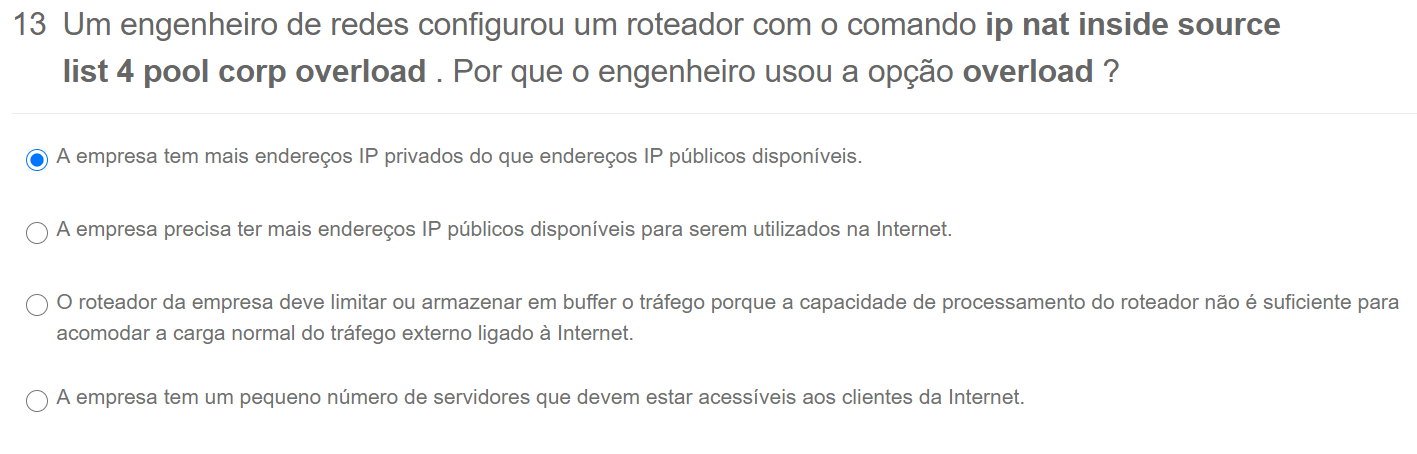 13 Um engenheiro de redes configurou um roteador com o comando ip nat inside source
list 4 pool corp overload . Por que o engenheiro usou a opção overload ?
A empresa tem mais endereços IP privados do que endereços IP públicos disponíveis.
A empresa precisa ter mais endereços IP públicos disponíveis para serem utilizados na Internet.
O roteador da empresa deve limitar ou armazenar em buffer o tráfego porque a capacidade de processamento do roteador não é suficiente para
acomodar a carga normal do tráfego externo ligado à Internet.
A empresa tem um pequeno número de servidores que devem estar acessíveis aos clientes da Internet.